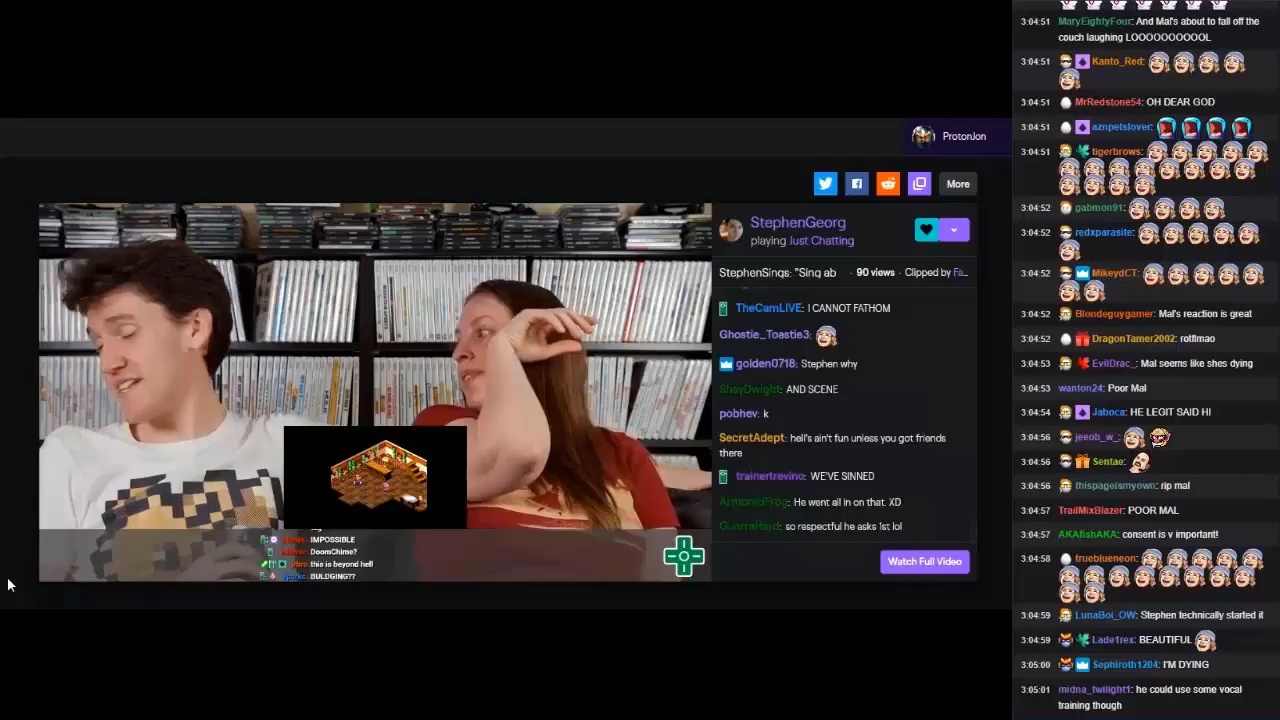 ProtonJon
More
StephenGeorg
playing Just Chatting
StephenSings: "Sing ab · 90 views · Clipped by Fa...
TheCamLIVE: I CANNOT FATHOM
Ghostie_Toastie3:
golden0718: Stephen why
ShayDwight: AND SCENE
pobhev: k
SecretAdept: hell's ain't fun unless you got friends
there
trainertrevino: WE'VE SINNED
ArmoniaFrog: He went all in on that. XD
GuerraHard: so respectful he asks 1st lol
Watch Full Video
IMPOSSIBLE
DoomChime?
this is beyond hell
BULDGING??
MaryEightyFour: And Mal's about to fall off the
couch laughing LOOOOOOOOOL
3:04:51 Kanto_Red:
3:04:51 MrRedstone54: OH DEAR GOD
3:04:51 aznpetslover:
3:04:51 tigerbrows:
3:04:52 gabmon91:
3:04:52 redxparasite:
3:04:52 MikeydCT:
3:04:52 Blondeguygamer: Mal's reaction is great
3:04:52 DragonTamer2002: rotflmao
3:04:53 EvilDrac_: Mal seems like shes dying
3:04:53 wanton24: Poor Mal
3:04:54 Jaboca: HE LEGIT SAID HI
3:04:56 jeeob_w_:
3:04:56 Sentae:
3:04:56 thispageismyown: rip mal
3:04:57 TrailMixBlazer: POOR MAL
3:04:57 AKAfishAKA: consent is v important!
3:04:58 trueblueneon:
3:04:59 LunaBoi_OW: Stephen technically started it
3:04:59 Lade1rex: BEAUTIFUL
3:05:00 Sephiroth1204: I'M DYING
3:05:01 midna_twilight1: he could use some vocal
training though